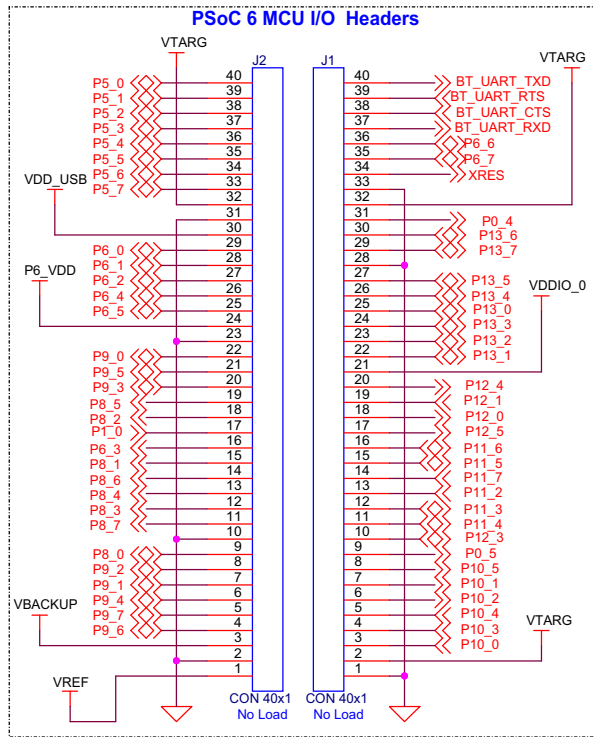 PSoC 6 MCU I/O Headers
VTARG
J2
J1
VTARG
P5_0 40 40 BT_UART_TXD
P5_1 39 39 BT_UART_RTS
P5_2 38 38 BT_UART_CTS
P5_3 37 37 BT_UART_RXD
P5_4 36 36 P6_6
P5_5 35 35 P6_7
P5_6 34 34 XRES
P5_7 33 33
VDD_USB
32 32
31 31 P0_4
30 30 P13_6
P6_0 29 29 P13_7
P6_1 28 28
P6_2 27 27 P13_5
P6_VDD
VDDIO_0
P6_4 26 26 P13_4
P6_5 25 25 P13_0
24 24 P13_3
23 23 P13_2
P9_0 22 22 P13_1
P9_5 21 21
P9_3 20 20 P12_4
P8_5 19 19 P12_1
P8_2 18 18 P12_0
P1_0 17 17 P12_5
P6_3 16 16 P11_6
P8_1 15 15 P11_5
P8_6 14 14 P11_7
P8_4 13 13 P11_2
P8_3 12 12 P11_3
P8_7 11 11 P11_4
10 10 P12_3
P8_0 9 9 P0_5
P9_2 8 8 P10_5
P9_1 7 7 P10_1
P9_4 6 6 P10_2
VBACKUP
VTARG
P9_7 5 5 P10_4
P9_6 4 4 P10_3
3 3 P10_0
2 2
1 1
VREF
CON 40x1
No Load
CON 40x1
No Load